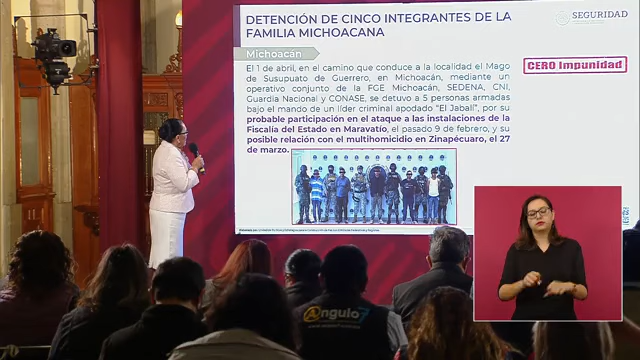 DETENCIÓN DE CINCO INTEGRANTES DE LA
FAMILIA MICHOACANA
SEGURIDAD
Michoacán
CERO Impunidad
El 1 de abril, en el camino que conduce a la localidad el Mago
de Susupuato de Guerrero, en Michoacán, mediante un
operativo conjunto de la FGE Michoacán, SEDENA, CNI,
Guardia Nacional y CONASE, se detuvo a 5 personas armadas
bajo el mando de un líder criminal apodado "El Jabalí", por su
probable participación en el ataque a las instalaciones de la
Fiscalía del Estado en Maravatío, el pasado 9 de febrero, y su
posible relación con el multihomicidio en Zinapécuaro, el 27
de marzo.
Angulo7